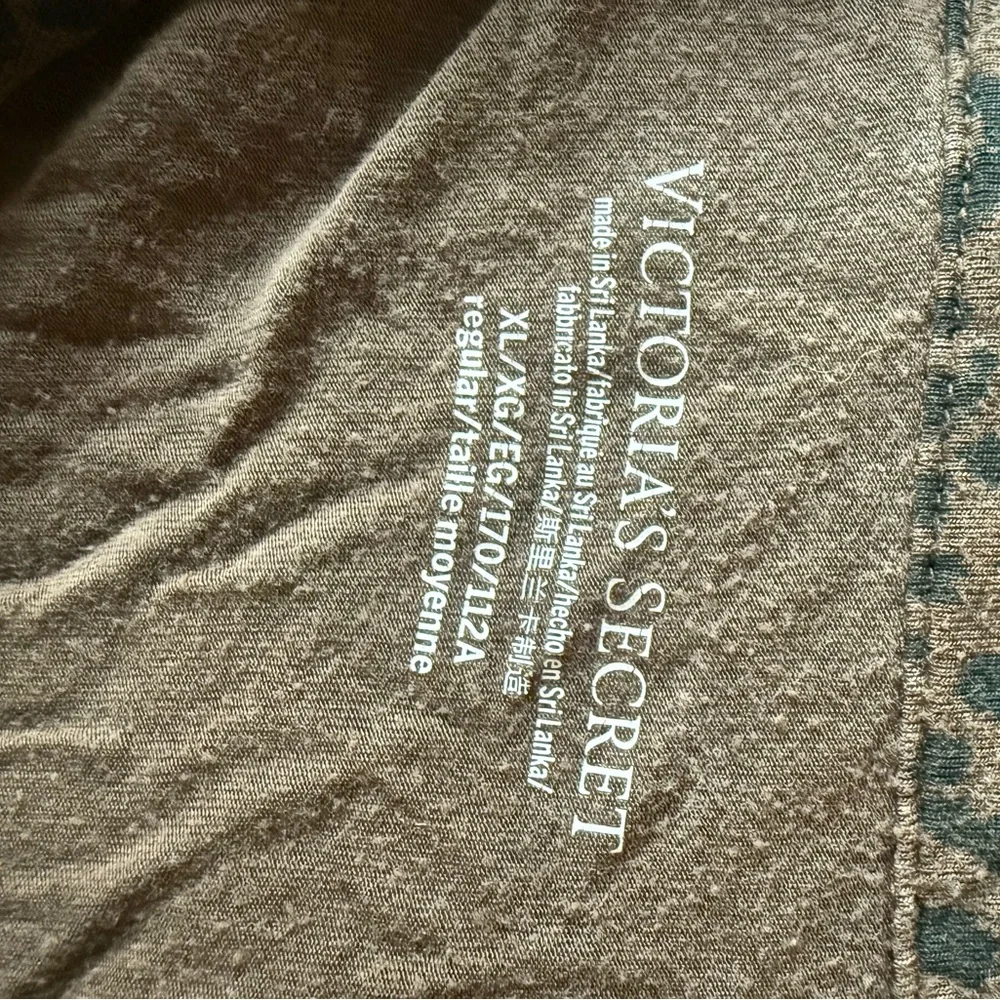 VICTORIA'S SECRET
made in Sri Lanka/fabriqué au Sri Lanka/hecho en Sri Lanka/
fabbricato in Sri Lanka/斯里兰卡制造
XL/XG/EG/170/112A
regular/taille moyenne